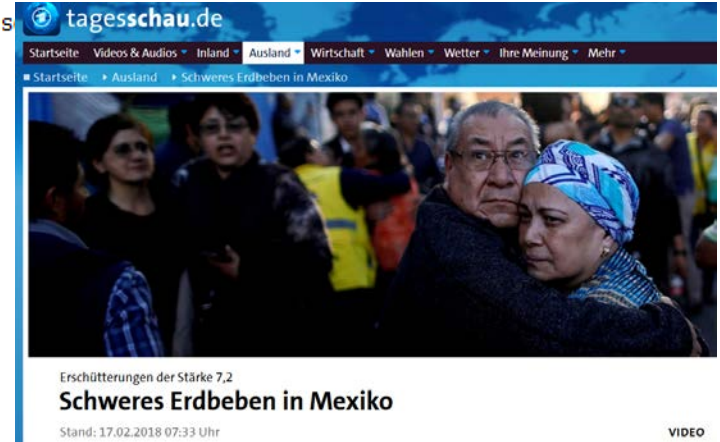 tagesschau.de
Startseite Videos & Audios Inland Ausland Wirtschaft Wahlen Wetter Ihre Meinung Mehr
Startseite Ausland Schweres Erdbeben in Mexiko
Erschütterungen der Stärke 7,2
Schweres Erdbeben in Mexiko
Stand: 17.02.2018 07:33 Uhr
VIDEO